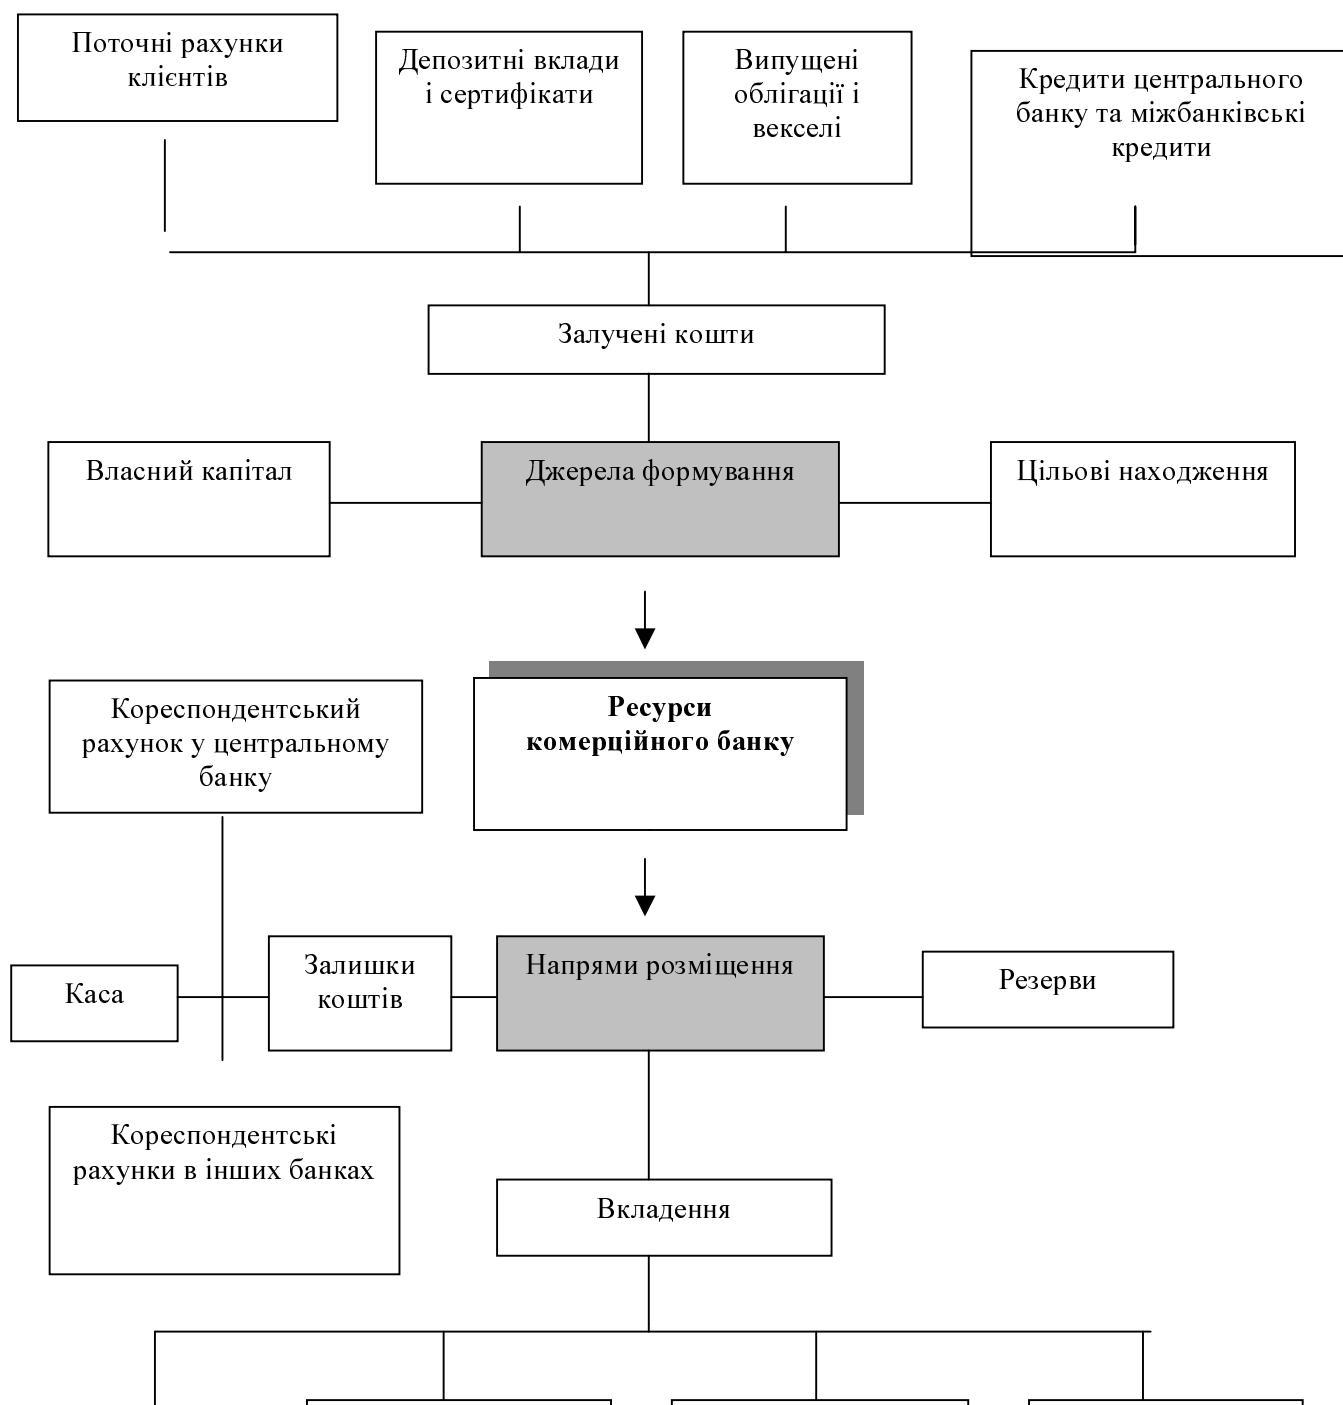 Поточні рахунки
клієнтів
Депозитні вклади
і сертифікати
Випущені
облігації і
векселі
Кредити центрального
банку та міжбанківські
кредити
Залучені кошти
Власний капітал
Джерела формування
Цільові находження
Кореспондентський
рахунок у центральному
банку
Ресурси
комерційного банку
Каса
Залишки
коштів
Напрями розміщення
Резерви
Кореспондентські
рахунки в інших банках
Вкладення